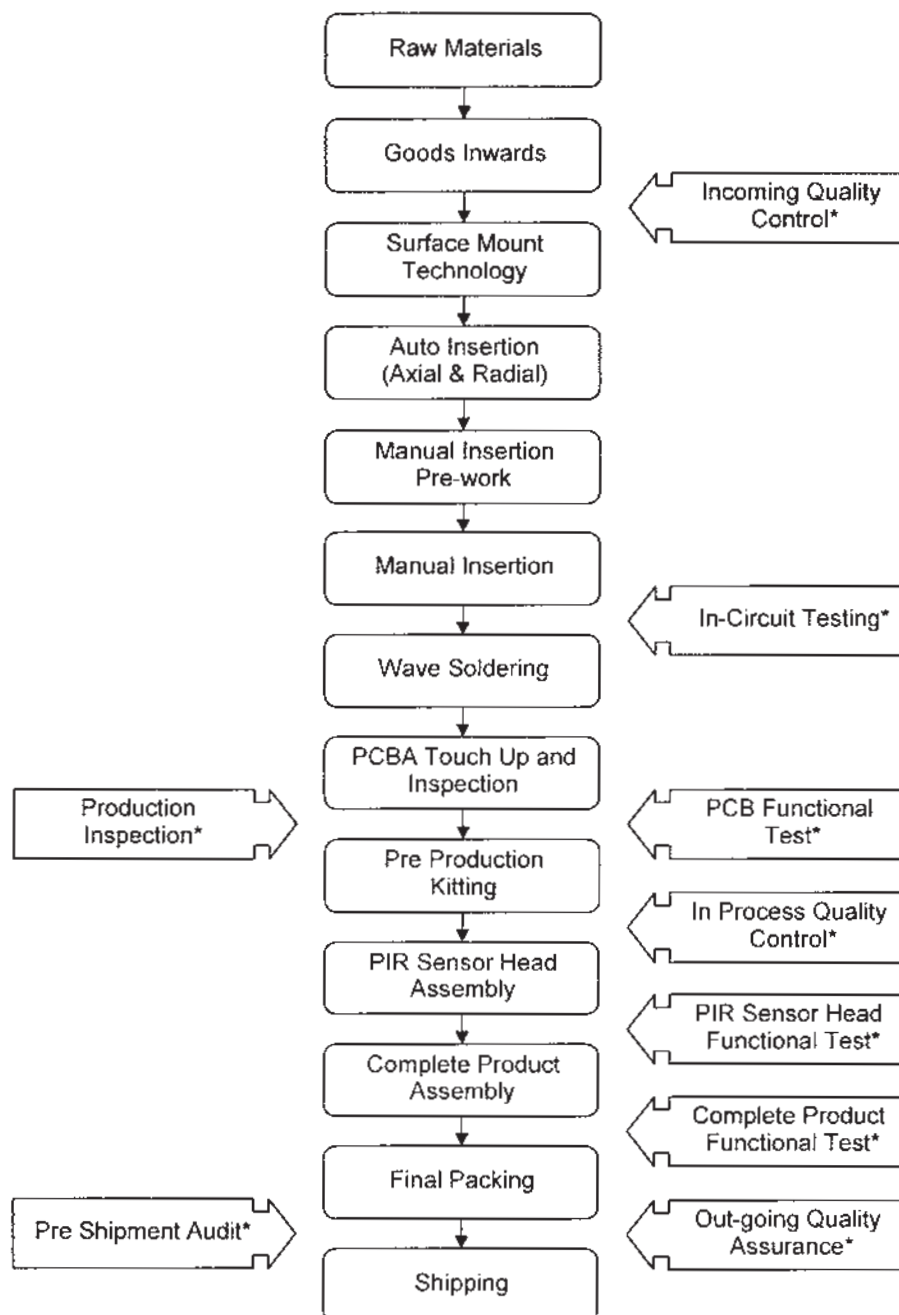 Raw Materials
Goods Inwards
Incoming Quality
Control*
Surface Mount
Technology
Auto Insertion
(Axial & Radial)
Manual Insertion
Pre-work
Manual Insertion
In-Circuit Testing*
Wave Soldering
PCBA Touch Up and
Inspection
Production
Inspection*
PCB Functional
Test*
Pre Production
Kitting
In Process Quality
Control*
PIR Sensor Head
Assembly
PIR Sensor Head
Functional Test*
Complete Product
Assembly
Complete Product
Functional Test*
Final Packing
Pre Shipment Audit*
Out-going Quality
Assurance*
Shipping